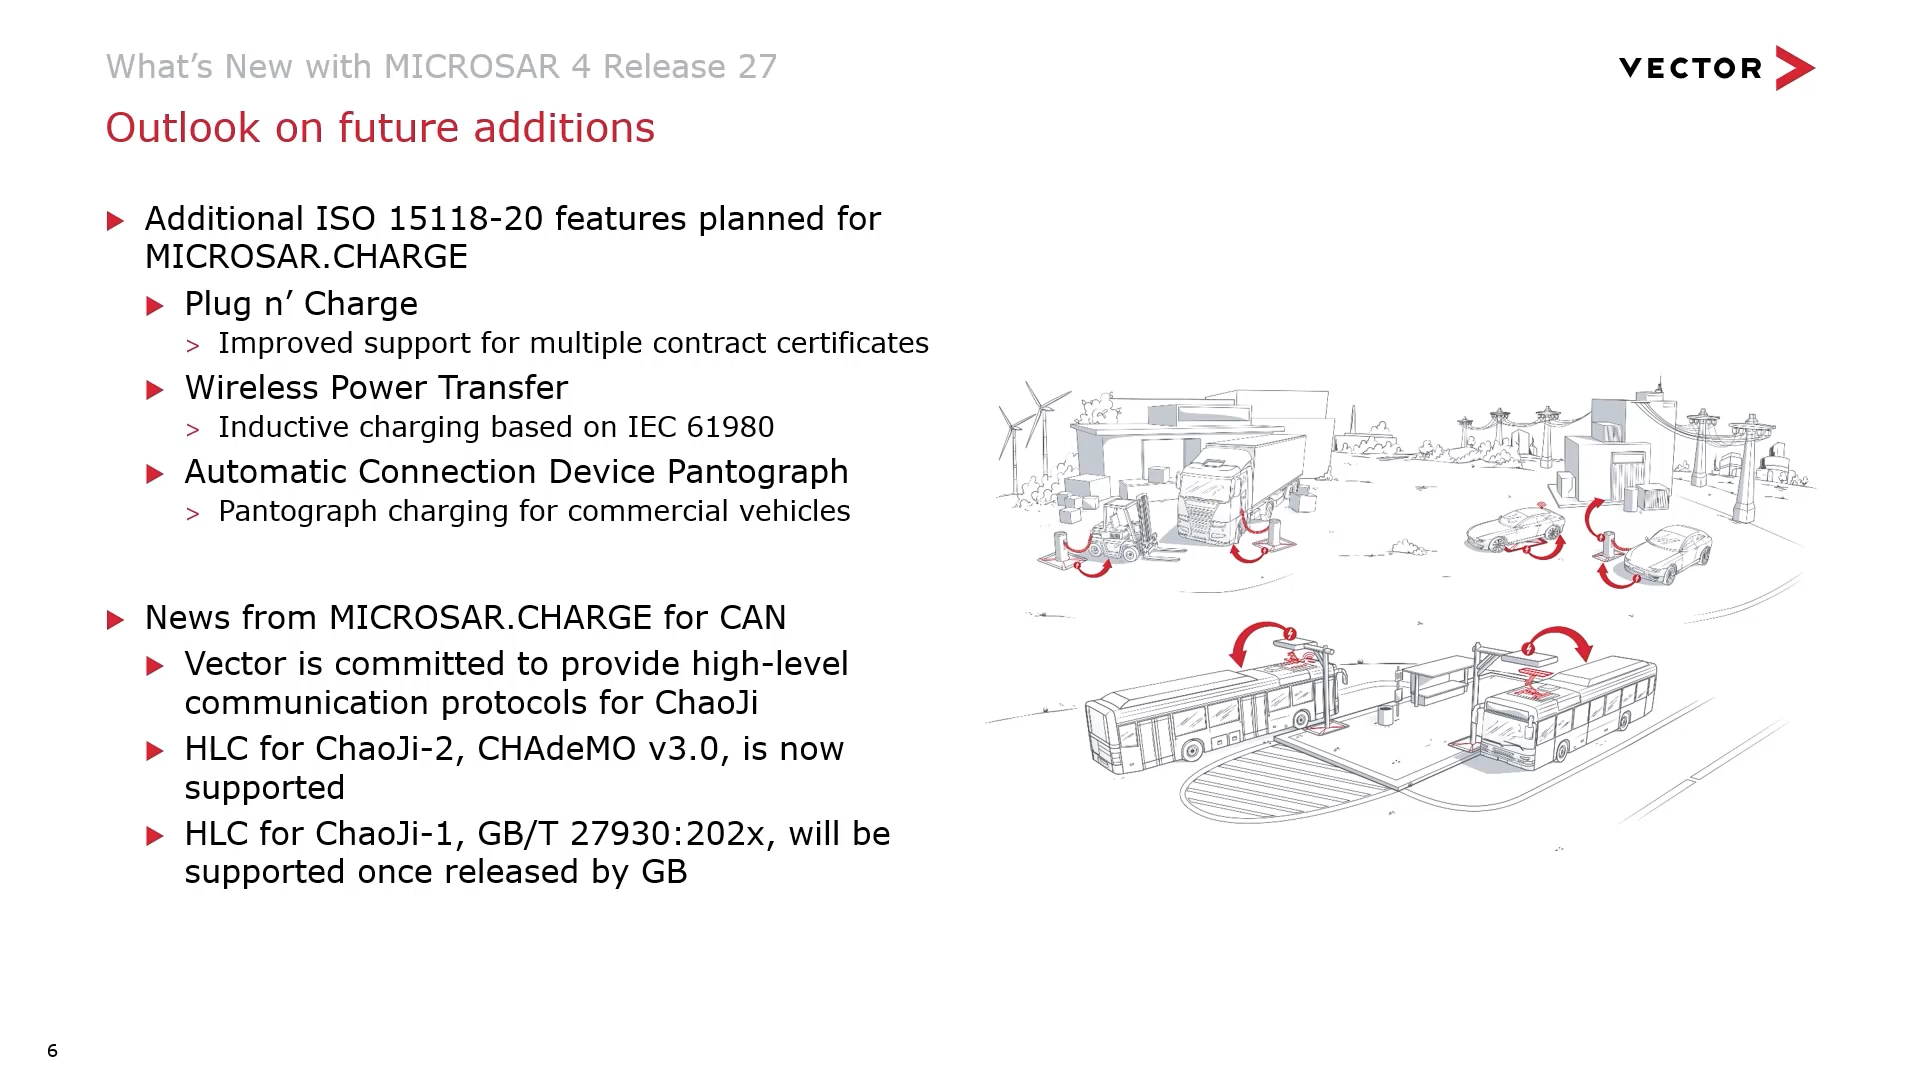 What’s New with MICROSAR 4 Release 27
VECTOR
Outlook on future additions
Additional ISO 15118-20 features planned for
MICROSAR.CHARGE
Plug n’ Charge
> Improved support for multiple contract certificates
Wireless Power Transfer
> Inductive charging based on IEC 61980
Automatic Connection Device Pantograph
> Pantograph charging for commercial vehicles
News from MICROSAR.CHARGE for CAN
Vector is committed to provide high-level
communication protocols for ChaoJi
HLC for ChaoJi-2, CHAdeMO v3.0, is now
supported
HLC for ChaoJi-1, GB/T 27930:202x, will be
supported once released by GB
6